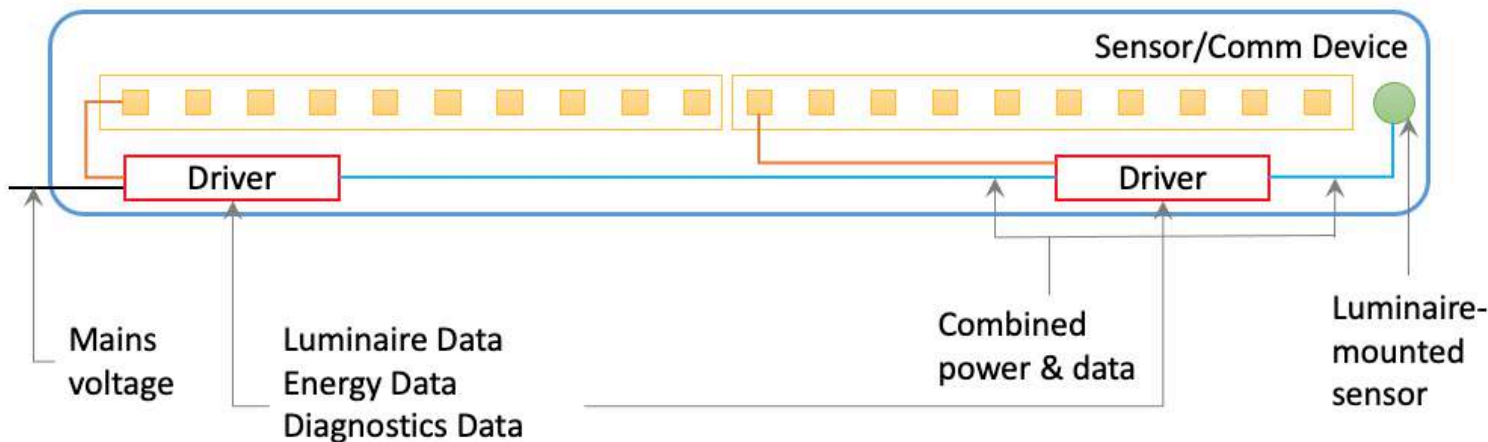 Sensor/Comm Device
Driver
Driver
Mains
voltage
Luminaire Data
Energy Data
Diagnostics Data
Combined
power & data
Luminaire-
mounted
sensor